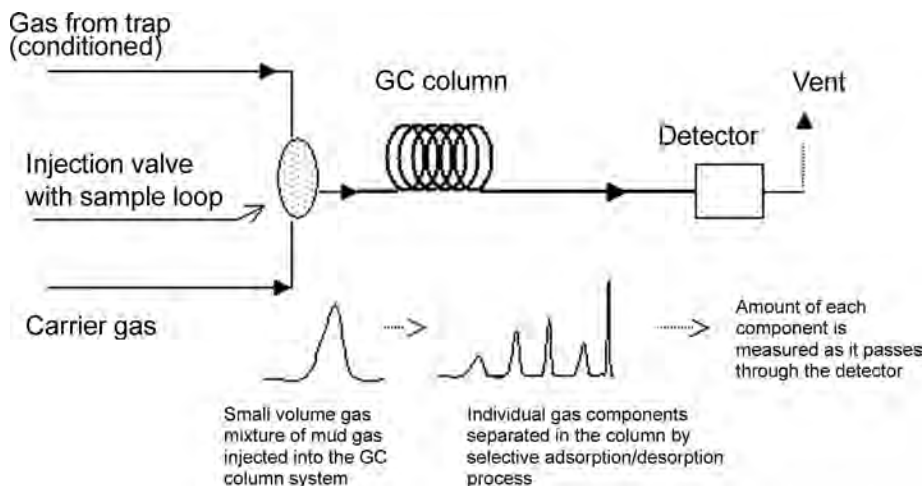 Gas from trap
(conditioned)
GC column
Vent
Detector
Injection valve
with sample loop
Carrier gas
Amount of each
component is
measured as it passes
through the detector
Small volume gas
mixture of mud gas
injected into the GC
column system
Individual gas components
separated in the column by
selective adsorption/desorption
process